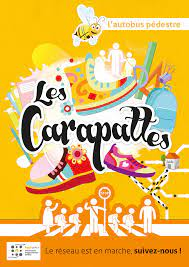 l'autobus pédestre
Les
Carapattes
Le réseau est en marche, suivez-nous !